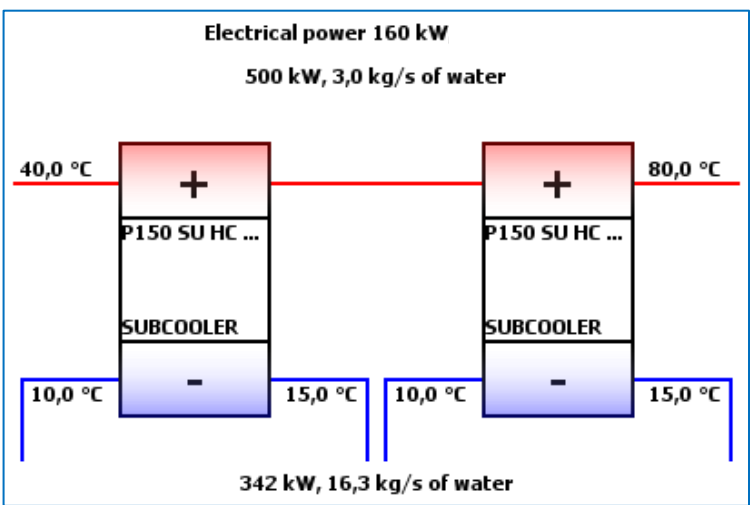 Electrical power 160 kW
500 kW, 3,0 kg/s of water
40,0 °C
80,0 °C
+
+
P150 SU HC ...
P150 SU HC ...
SUBCOOLER
SUBCOOLER
-
-
10,0 °C
15,0 °C
10,0 °C
15,0 °C
342 kW, 16,3 kg/s of water